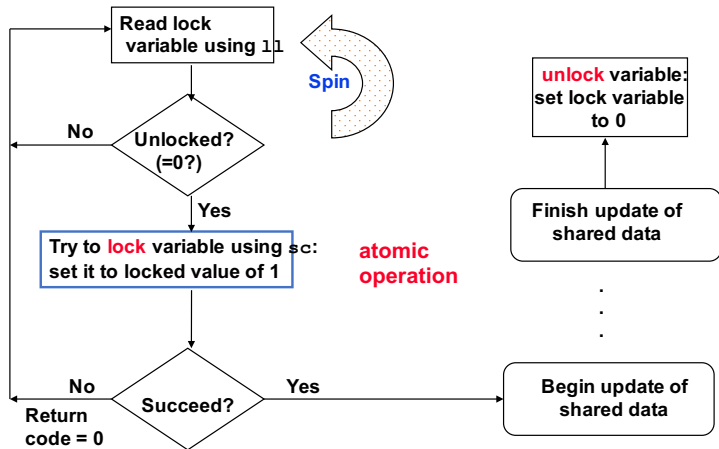 Read lock
variable using ll
Spin
No
Unlocked?
(=0?)
Yes
Try to lock variable using sc:
set it to locked value of 1
atomic
operation
No
Succeed?
Yes
Return
code = 0
Begin update of
shared data
.
.
.
Finish update of
shared data
unlock variable:
set lock variable
to 0